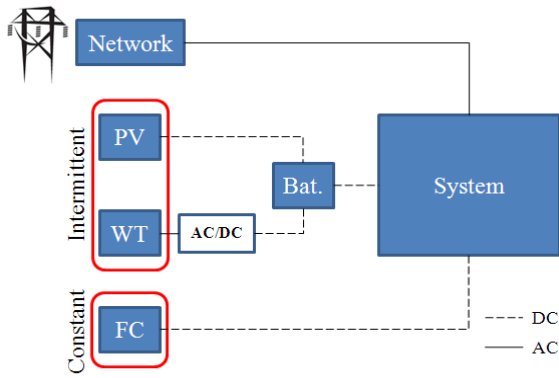 Network
Intermittent
PV
Bat.
System
WT
AC/DC
Constant
FC
DC
AC